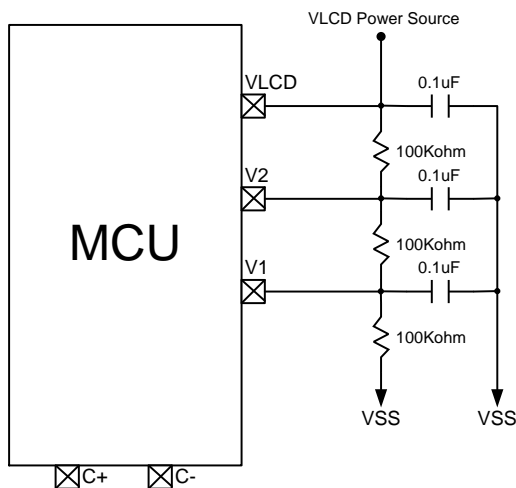 VLCD Power Source
VLCD
0.1uF
100Kohm
V2
0.1uF
MCU
100Kohm
V1
0.1uF
100Kohm
VSS
VSS
C+
C-